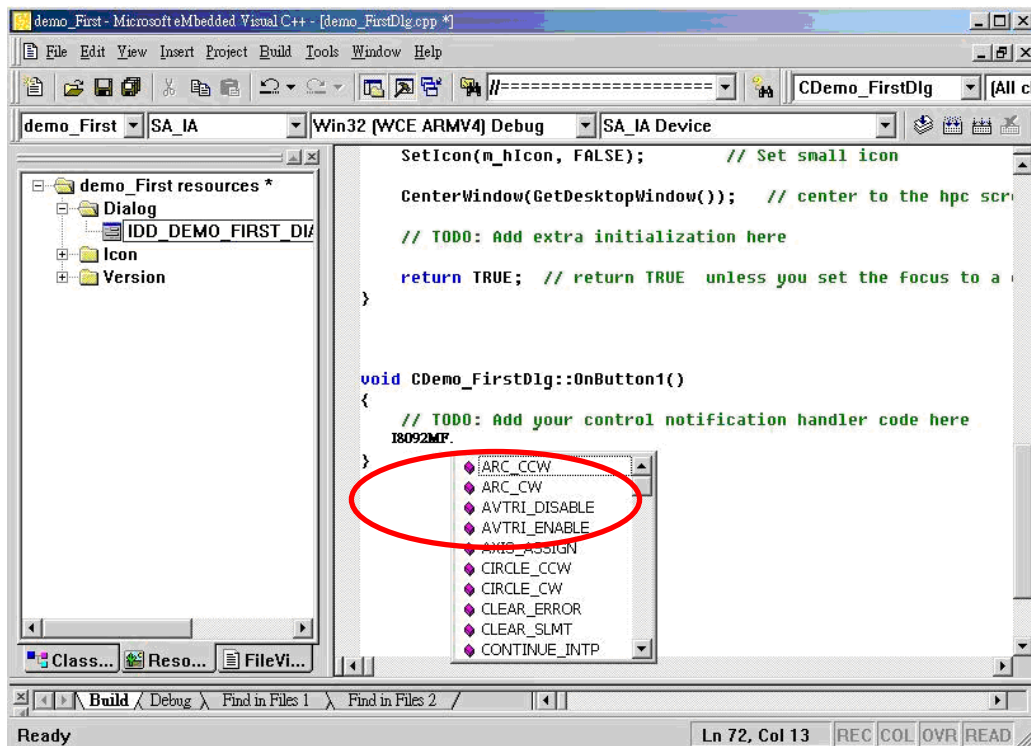 demo_First - Microsoft eMbedded Visual C++ - [demo_FirstDlg.cpp *]
File Edit View Insert Project Build Tools Window Help
//====================== CDemo_FirstDlg (All c
demo_First SA_IA Win32 (WCE ARMV4) Debug SA_IA Device
demo_First resources *
Dialog
IDD_DEMO_FIRST_DIA
Icon
Version
Class... Reso... FileVi...
SetIcon(m_hIcon, FALSE); // Set small icon
CenterWindow(GetDesktopWindow()); // center to the hpc scr
// TODO: Add extra initialization here
return TRUE; // return TRUE unless you set the focus to a
}
void CDemo_FirstDlg::OnButton1()
{
// TODO: Add your control notification handler code here
I8092MF.
}
ARC_CCW
ARC_CW
AVTRI_DISABLE
AVTRI_ENABLE
AXIS_ASSIGN
CIRCLE_CCW
CIRCLE_CW
CLEAR_ERROR
CLEAR_SLMT
CONTINUE_INTP
Build Debug Find in Files 1 Find in Files 2
Ready Ln 72, Col 13 REC COL OVR READ